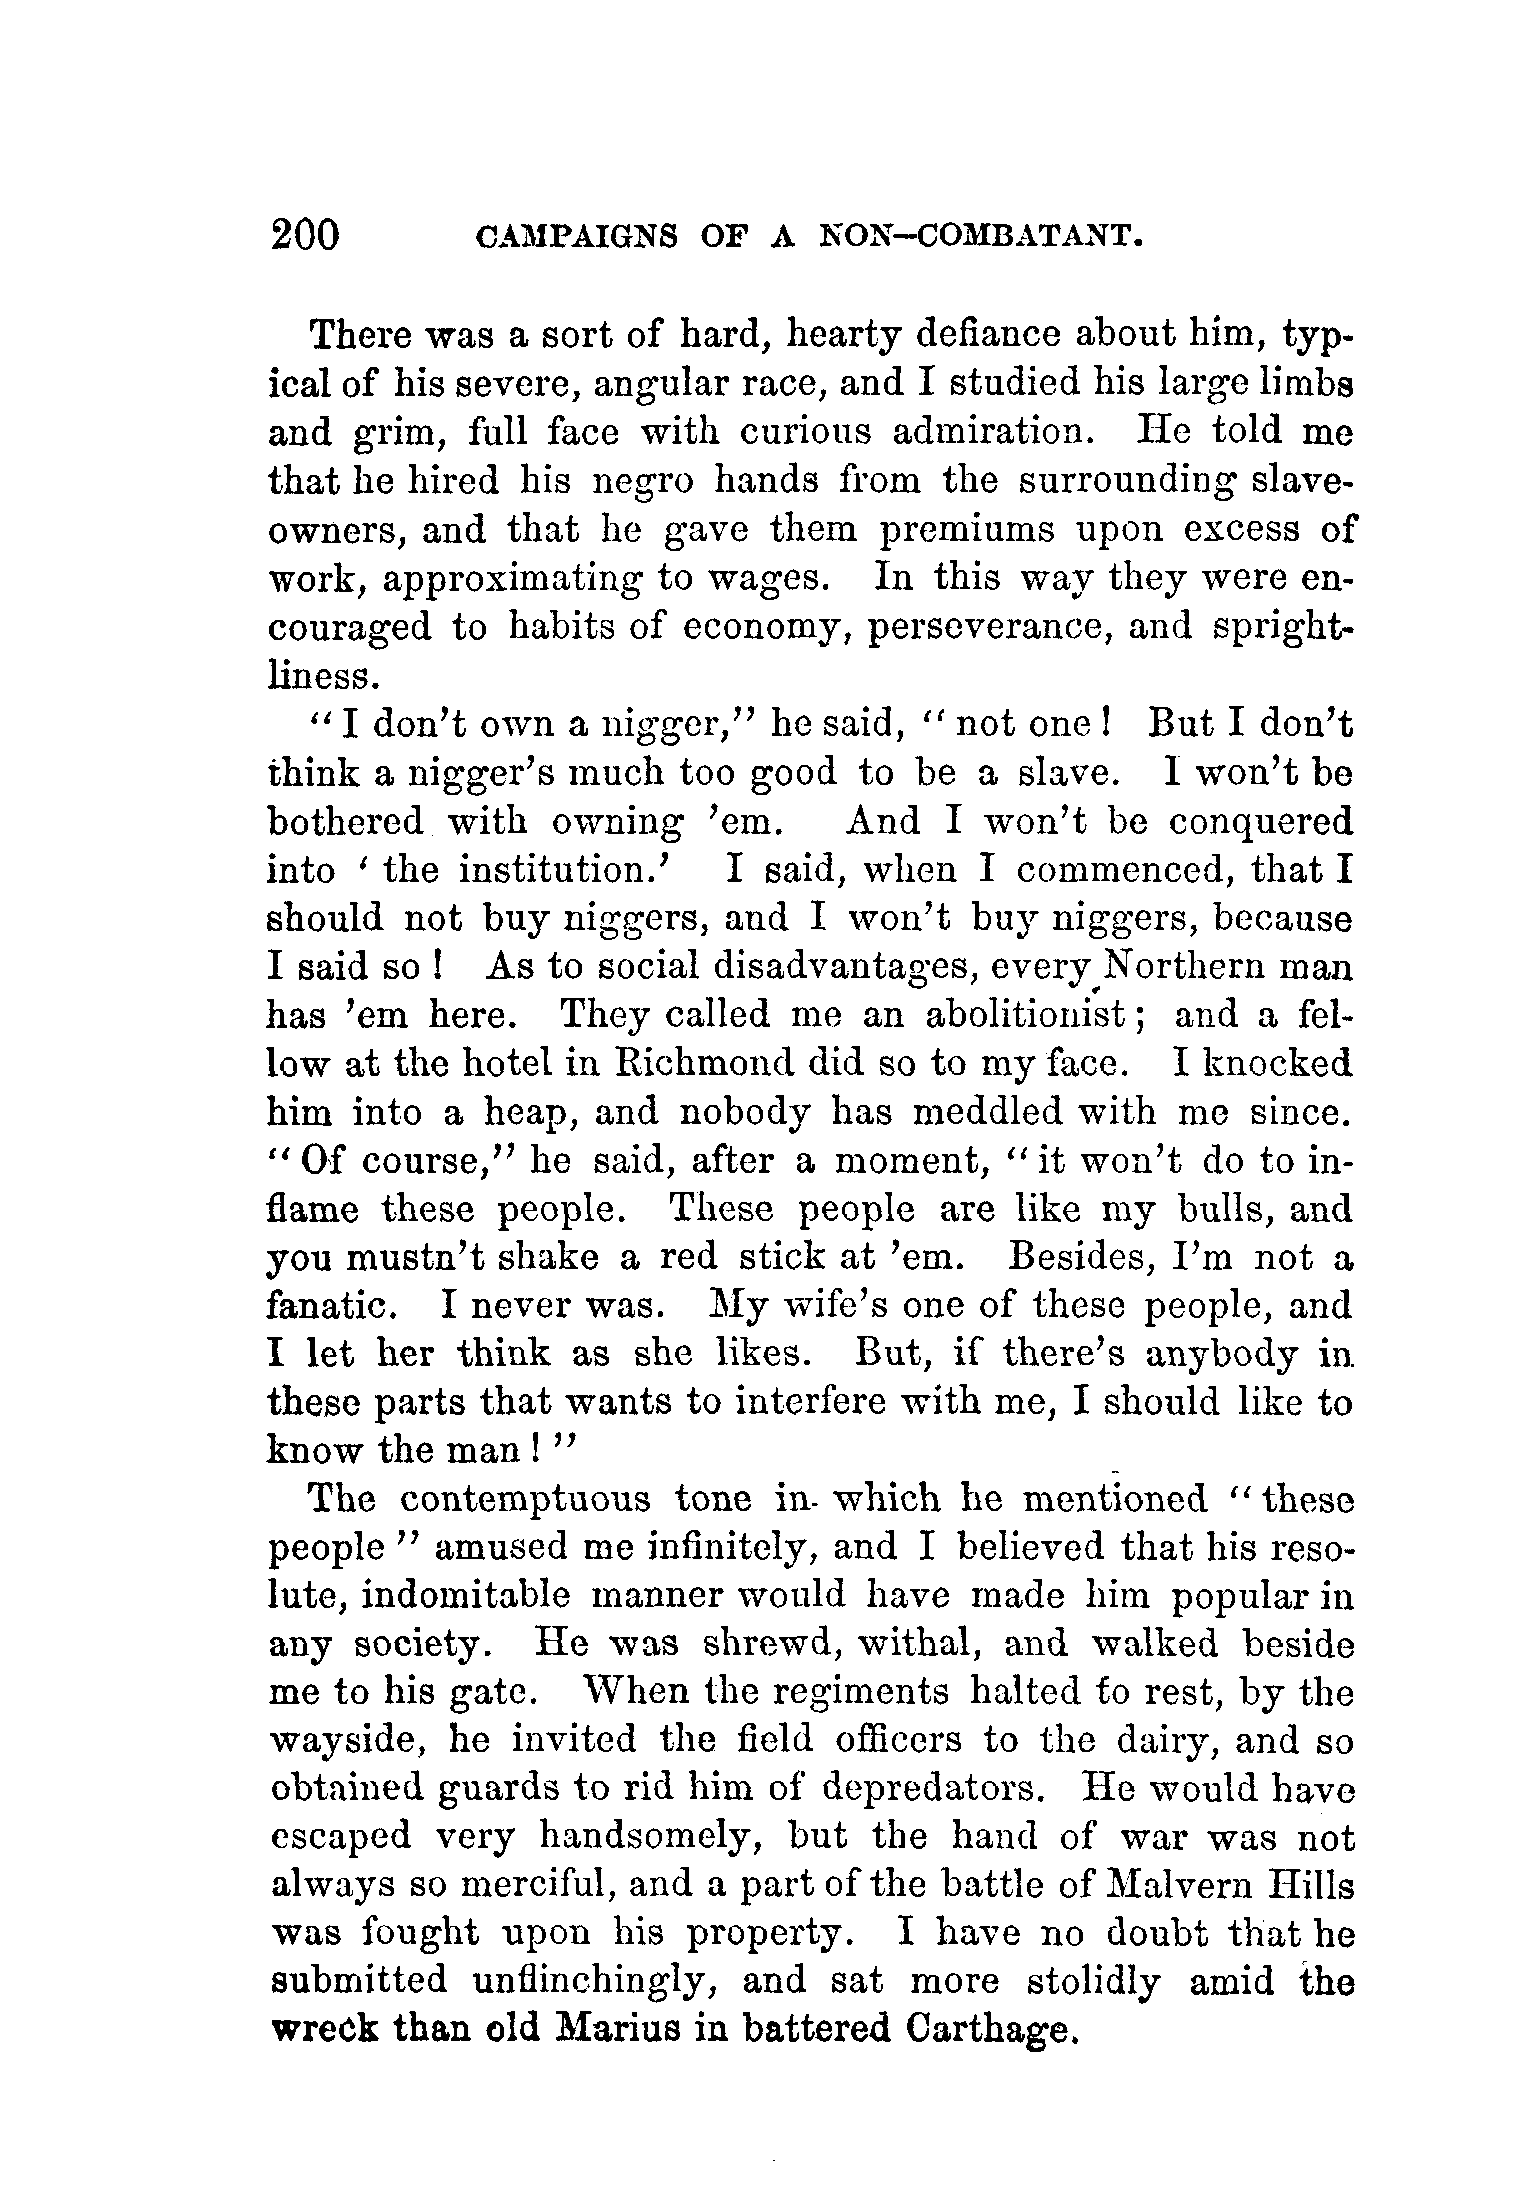 200 CAMPAIGNS OF A NON-COMBATANT.
There was a sort of hard, hearty defiance about him, typ-
ical of his severe, angular race, and I studied his large limbs
and grim, full face with curious admiration. He told me
that he hired his negro hands from the surrounding slave-
owners, and that he gave them premiums upon excess of
work, approximating to wages. In this way they were en-
couraged to habits of economy, perseverance, and spright-
liness.
"I don't own a nigger," he said, "not one! But I don't
think a nigger's much too good to be a slave. I won't be
bothered with owning 'em. And I won't be conquered
into 'the institution.' I said, when I commenced, that I
should not buy niggers, and I won't buy niggers, because
I said so! As to social disadvantages, every Northern man
has 'em here. They called me an abolitionist; and a fel-
low at the hotel in Richmond did so to my face. I knocked
him into a heap, and nobody has meddled with me since.
"Of course," he said, after a moment, "it won't do to in-
flame these people. These people are like my bulls, and
you mustn't shake a red stick at 'em. Besides, I'm not a
fanatic. I never was. My wife's one of these people, and
I let her think as she likes. But, if there's anybody in
these parts that wants to interfere with me, I should like to
know the man!"
The contemptuous tone in which he mentioned "these
people" amused me infinitely, and I believed that his reso-
lute, indomitable manner would have made him popular in
any society. He was shrewd, withal, and walked beside
me to his gate. When the regiments halted to rest, by the
wayside, he invited the field officers to the dairy, and so
obtained guards to rid him of depredators. He would have
escaped very handsomely, but the hand of war was not
always so merciful, and a part of the battle of Malvern Hills
was fought upon his property. I have no doubt that he
submitted unflinchingly, and sat more stolidly amid the
wreck than old Marius in battered Carthage.